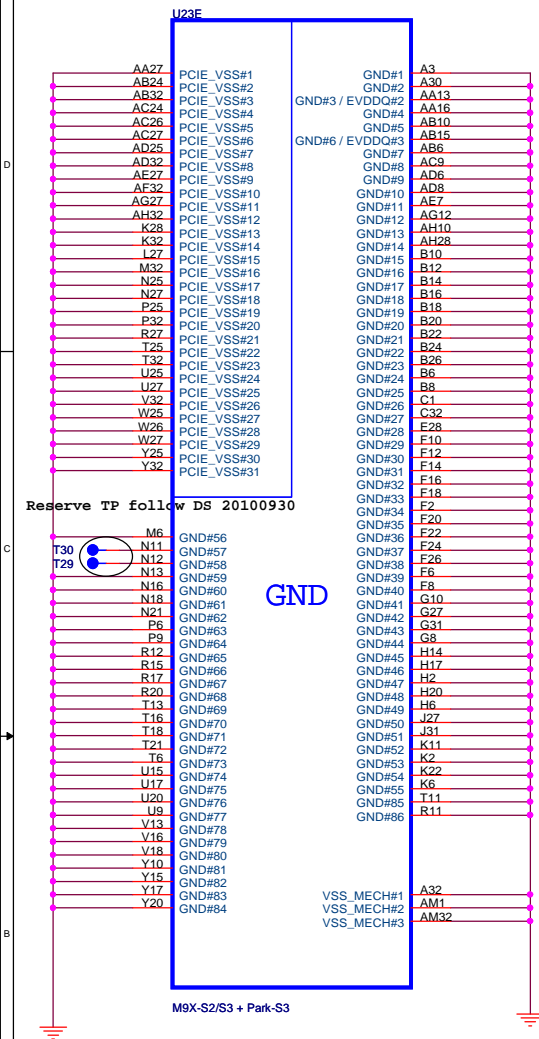 U23E
AA27 PCIE_VSS#1
AB24 PCIE_VSS#2
AB32 PCIE_VSS#3
AC24 PCIE_VSS#4
AC26 PCIE_VSS#5
AC27 PCIE_VSS#6
AD25 PCIE_VSS#7
AD32 PCIE_VSS#8
AE27 PCIE_VSS#9
AF32 PCIE_VSS#10
AG27 PCIE_VSS#11
AH32 PCIE_VSS#12
K28 PCIE_VSS#13
K32 PCIE_VSS#14
L27 PCIE_VSS#15
M32 PCIE_VSS#16
N25 PCIE_VSS#17
N27 PCIE_VSS#18
P25 PCIE_VSS#19
P32 PCIE_VSS#20
R27 PCIE_VSS#21
T25 PCIE_VSS#22
T32 PCIE_VSS#23
U25 PCIE_VSS#24
U27 PCIE_VSS#25
V32 PCIE_VSS#26
W25 PCIE_VSS#27
W26 PCIE_VSS#28
W27 PCIE_VSS#29
Y25 PCIE_VSS#30
Y32 PCIE_VSS#31
Reserve TP follow DS 20100930
M6 GND#56
T30 N11 GND#57
T29 N12 GND#58
N13 GND#59
N16 GND#60
N18 GND#61
N21 GND#62
P6 GND#63
P9 GND#64
R12 GND#65
R15 GND#66
R17 GND#67
R20 GND#68
T13 GND#69
T16 GND#70
T18 GND#71
T21 GND#72
T6 GND#73
U15 GND#74
U17 GND#75
U20 GND#76
U9 GND#77
V13 GND#78
V16 GND#79
V18 GND#80
Y10 GND#81
Y15 GND#82
Y17 GND#83
Y20 GND#84
GND
GND#1 A3
GND#2 A30
GND#3 / EVDDQ#2 AA13
GND#4 AA16
GND#5 AB10
GND#6 / EVDDQ#3 AB15
GND#7 AB6
GND#8 AC9
GND#9 AD6
GND#10 AD8
GND#11 AE7
GND#12 AG12
GND#13 AH10
GND#14 AH28
GND#15 B10
GND#16 B12
GND#17 B14
GND#18 B16
GND#19 B18
GND#20 B20
GND#21 B22
GND#22 B24
GND#23 B26
GND#24 B6
GND#25 B8
GND#26 C1
GND#27 C32
GND#28 E28
GND#29 F10
GND#30 F12
GND#31 F14
GND#32 F16
GND#33 F18
GND#34 F2
GND#35 F20
GND#36 F22
GND#37 F24
GND#38 F26
GND#39 F6
GND#40 F8
GND#41 G10
GND#42 G27
GND#43 G31
GND#44 G8
GND#45 H14
GND#46 H17
GND#47 H2
GND#48 H20
GND#49 H6
GND#50 J27
GND#51 J31
GND#52 K11
GND#53 K2
GND#54 K22
GND#55 K6
GND#85 T11
GND#86 R11
VSS_MECH#1 A32
VSS_MECH#2 AM1
VSS_MECH#3 AM32
M9X-S2/S3 + Park-S3
D
C
B